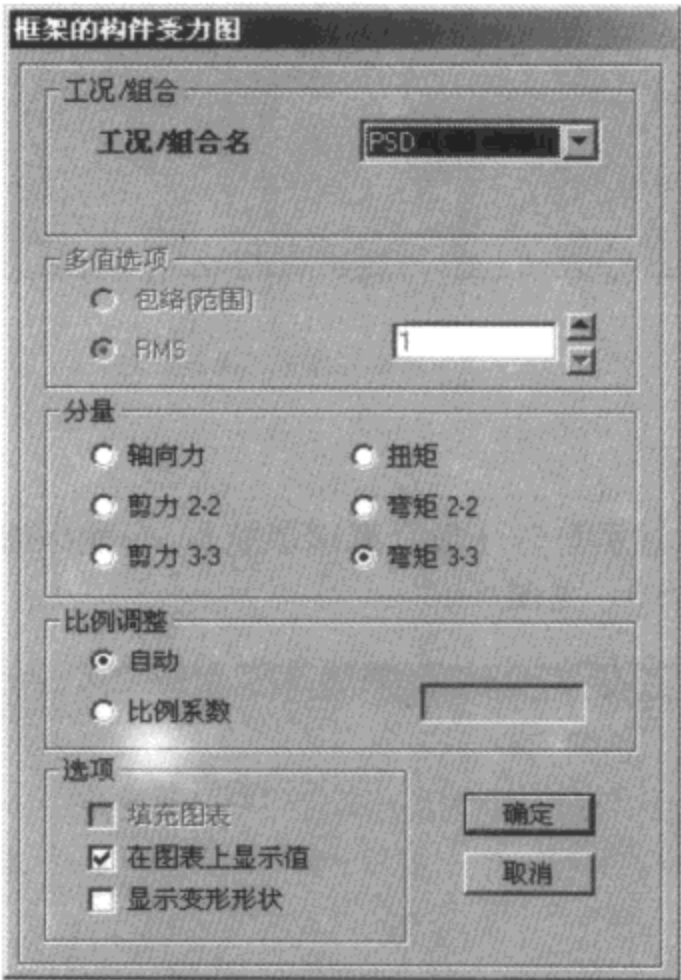 框架的构件受力图
工况/组合
工况/组合名 PSD
多值选项
包络(范围)
RMS 1
分量
轴向力 扭矩
剪力 2-2 弯矩 2-2
剪力 3-3 弯矩 3-3
比例调整
自动
比例系数
选项
填充图表
在图表上显示值
显示变形形状
确定
取消